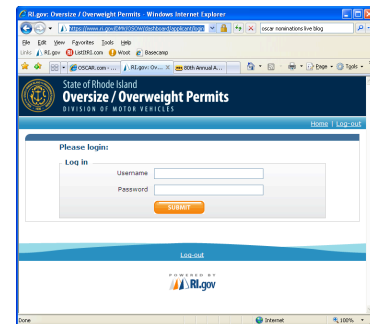 RI.gov: Oversize / Overweight Permits - Windows Internet Explorer
oscar nominations live blog
File Edit View Favorites Tools Help
Links RI.gov ListItRI.com Woot Basecamp
OSCAR.com - ... RI.gov: Ov... X 80th Annual A... Page Tools
State of Rhode Island
Oversize / Overweight Permits
DIVISION OF MOTOR VEHICLES
Home | Log-out
Please login:
Log in
Username
Password
SUBMIT
Log-out
POWERED BY
RI.gov
Done Internet 100%